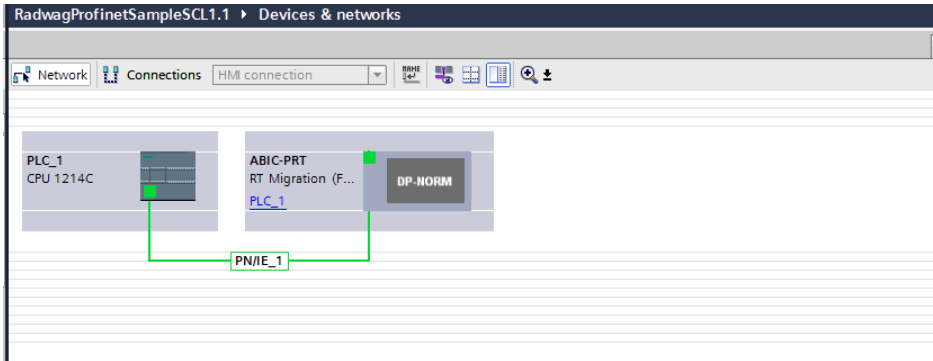 RadwagProfinetSampleSCL1.1 ▸ Devices & networks
Network Connections HMI connection
PLC_1
CPU 1214C
ABIC-PRT
RT Migration (F...
PLC_1
DP-NORM
PN/IE_1